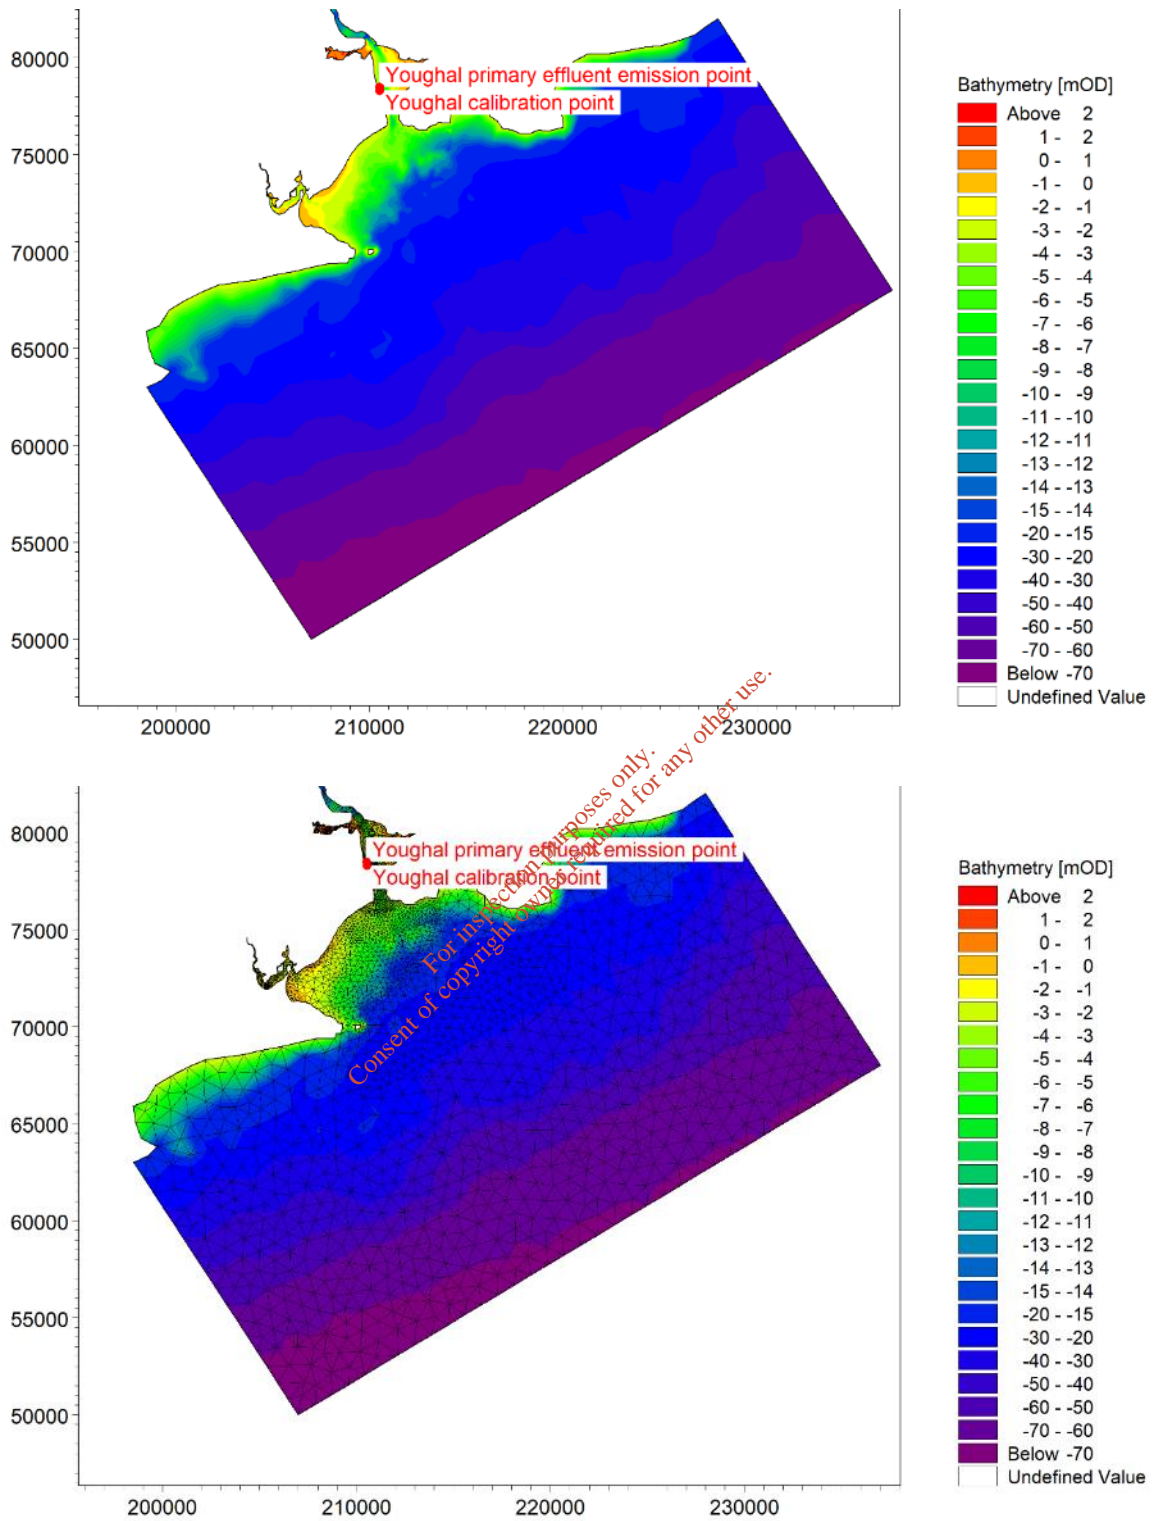 80000
75000
70000
65000
60000
55000
50000
200000 210000 220000 230000
Youghal primary effluent emission point
Youghal calibration point
Bathymetry [mOD]
Above 2
1 - 2
0 - 1
-1 - 0
-2 - -1
-3 - -2
-4 - -3
-5 - -4
-6 - -5
-7 - -6
-8 - -7
-9 - -8
-10 - -9
-11 - -10
-12 - -11
-13 - -12
-14 - -13
-15 - -14
-20 - -15
-30 - -20
-40 - -30
-50 - -40
-60 - -50
-70 - -60
Below -70
Undefined Value
For inspection purposes only.
Consent of copyright owner required for any other use.
80000
75000
70000
65000
60000
55000
50000
200000 210000 220000 230000
Youghal primary effluent emission point
Youghal calibration point
Bathymetry [mOD]
Above 2
1 - 2
0 - 1
-1 - 0
-2 - -1
-3 - -2
-4 - -3
-5 - -4
-6 - -5
-7 - -6
-8 - -7
-9 - -8
-10 - -9
-11 - -10
-12 - -11
-13 - -12
-14 - -13
-15 - -14
-20 - -15
-30 - -20
-40 - -30
-50 - -40
-60 - -50
-70 - -60
Below -70
Undefined Value